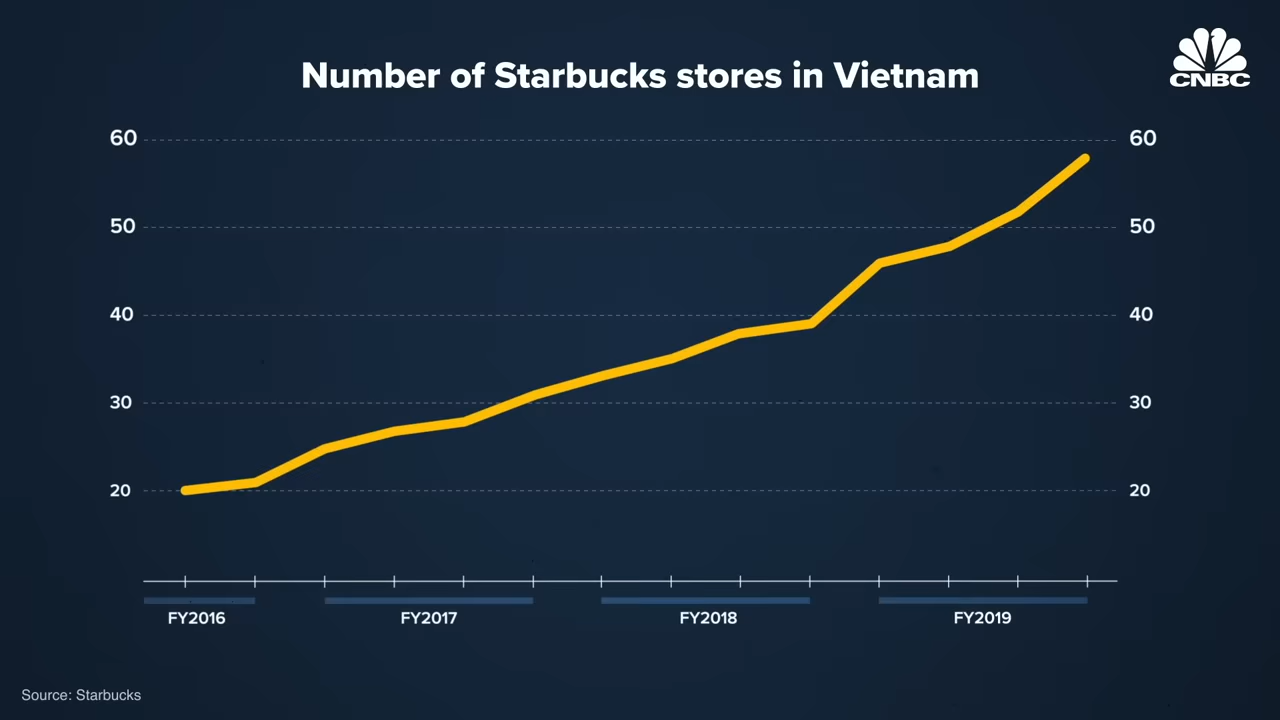 Number of Starbucks stores in Vietnam
CNBC
60 60
50 50
40 40
30 30
20 20
FY2016 FY2017 FY2018 FY2019
Source: Starbucks